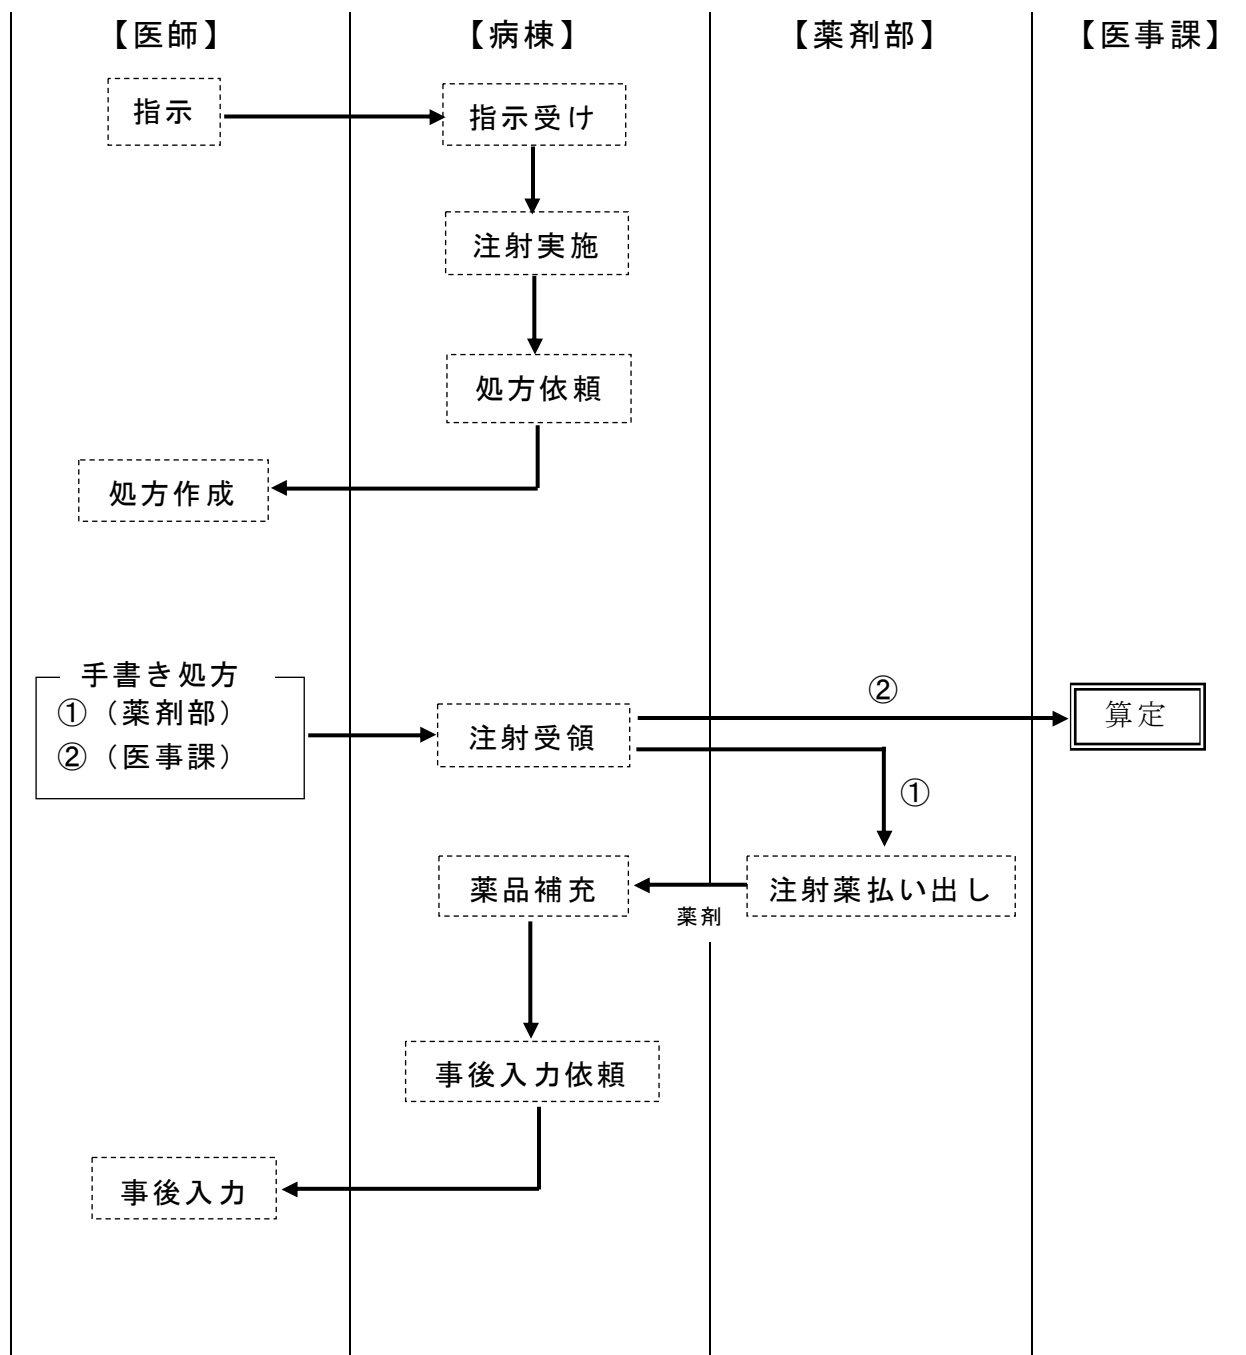 【医師】
【病棟】
【薬剤部】
【医事課】
指示
指示受け
注射実施
処方依頼
処方作成
手書き処方
①（薬剤部）
②（医事課）
注射受領
②
算定
①
薬品補充
薬剤
注射薬払い出し
事後入力依頼
事後入力